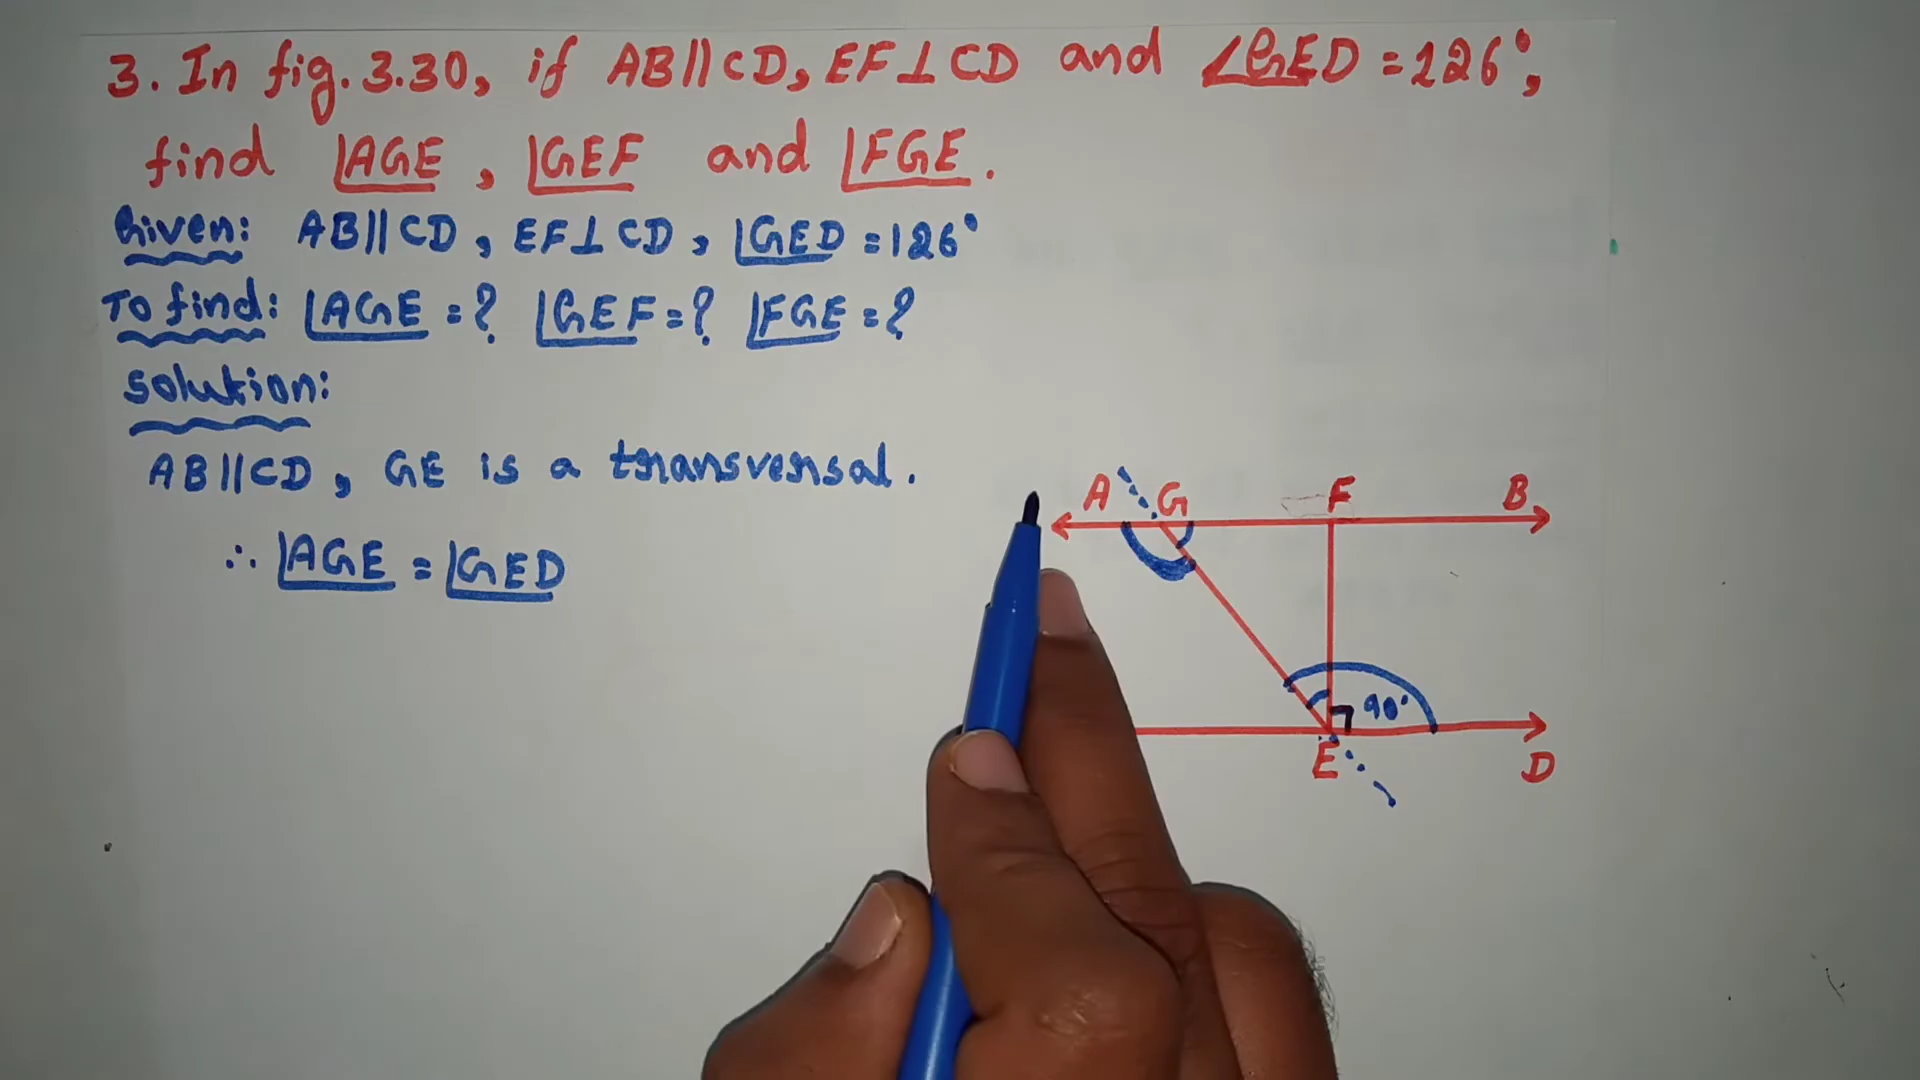 3. In fig. 3.30, if AB||CD, EF⊥CD and ∠GED = 126°,
find ∠AGE, ∠GEF and ∠FGE.
Given: AB||CD, EF⊥CD, ∠GED = 126°
To find: ∠AGE = ? ∠GEF = ? ∠FGE = ?
Solution:
AB||CD, GE is a transversal.
∴ ∠AGE = ∠GED
A G F B
90°
E D